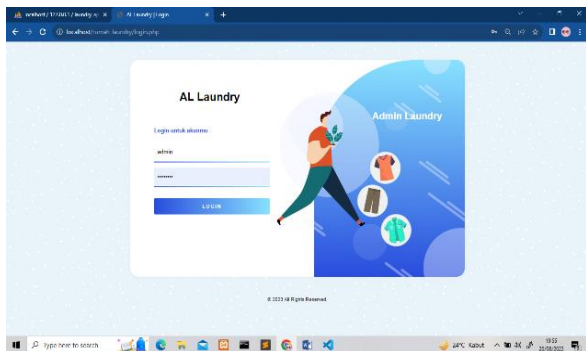 AL Laundry | Login
localhost/rumah_laundry/login.php
AL Laundry
Login untuk akunmu
admin
LOGIN
Admin Laundry
© 2023 All Rights Reserved
Type here to search
24°C Kabut